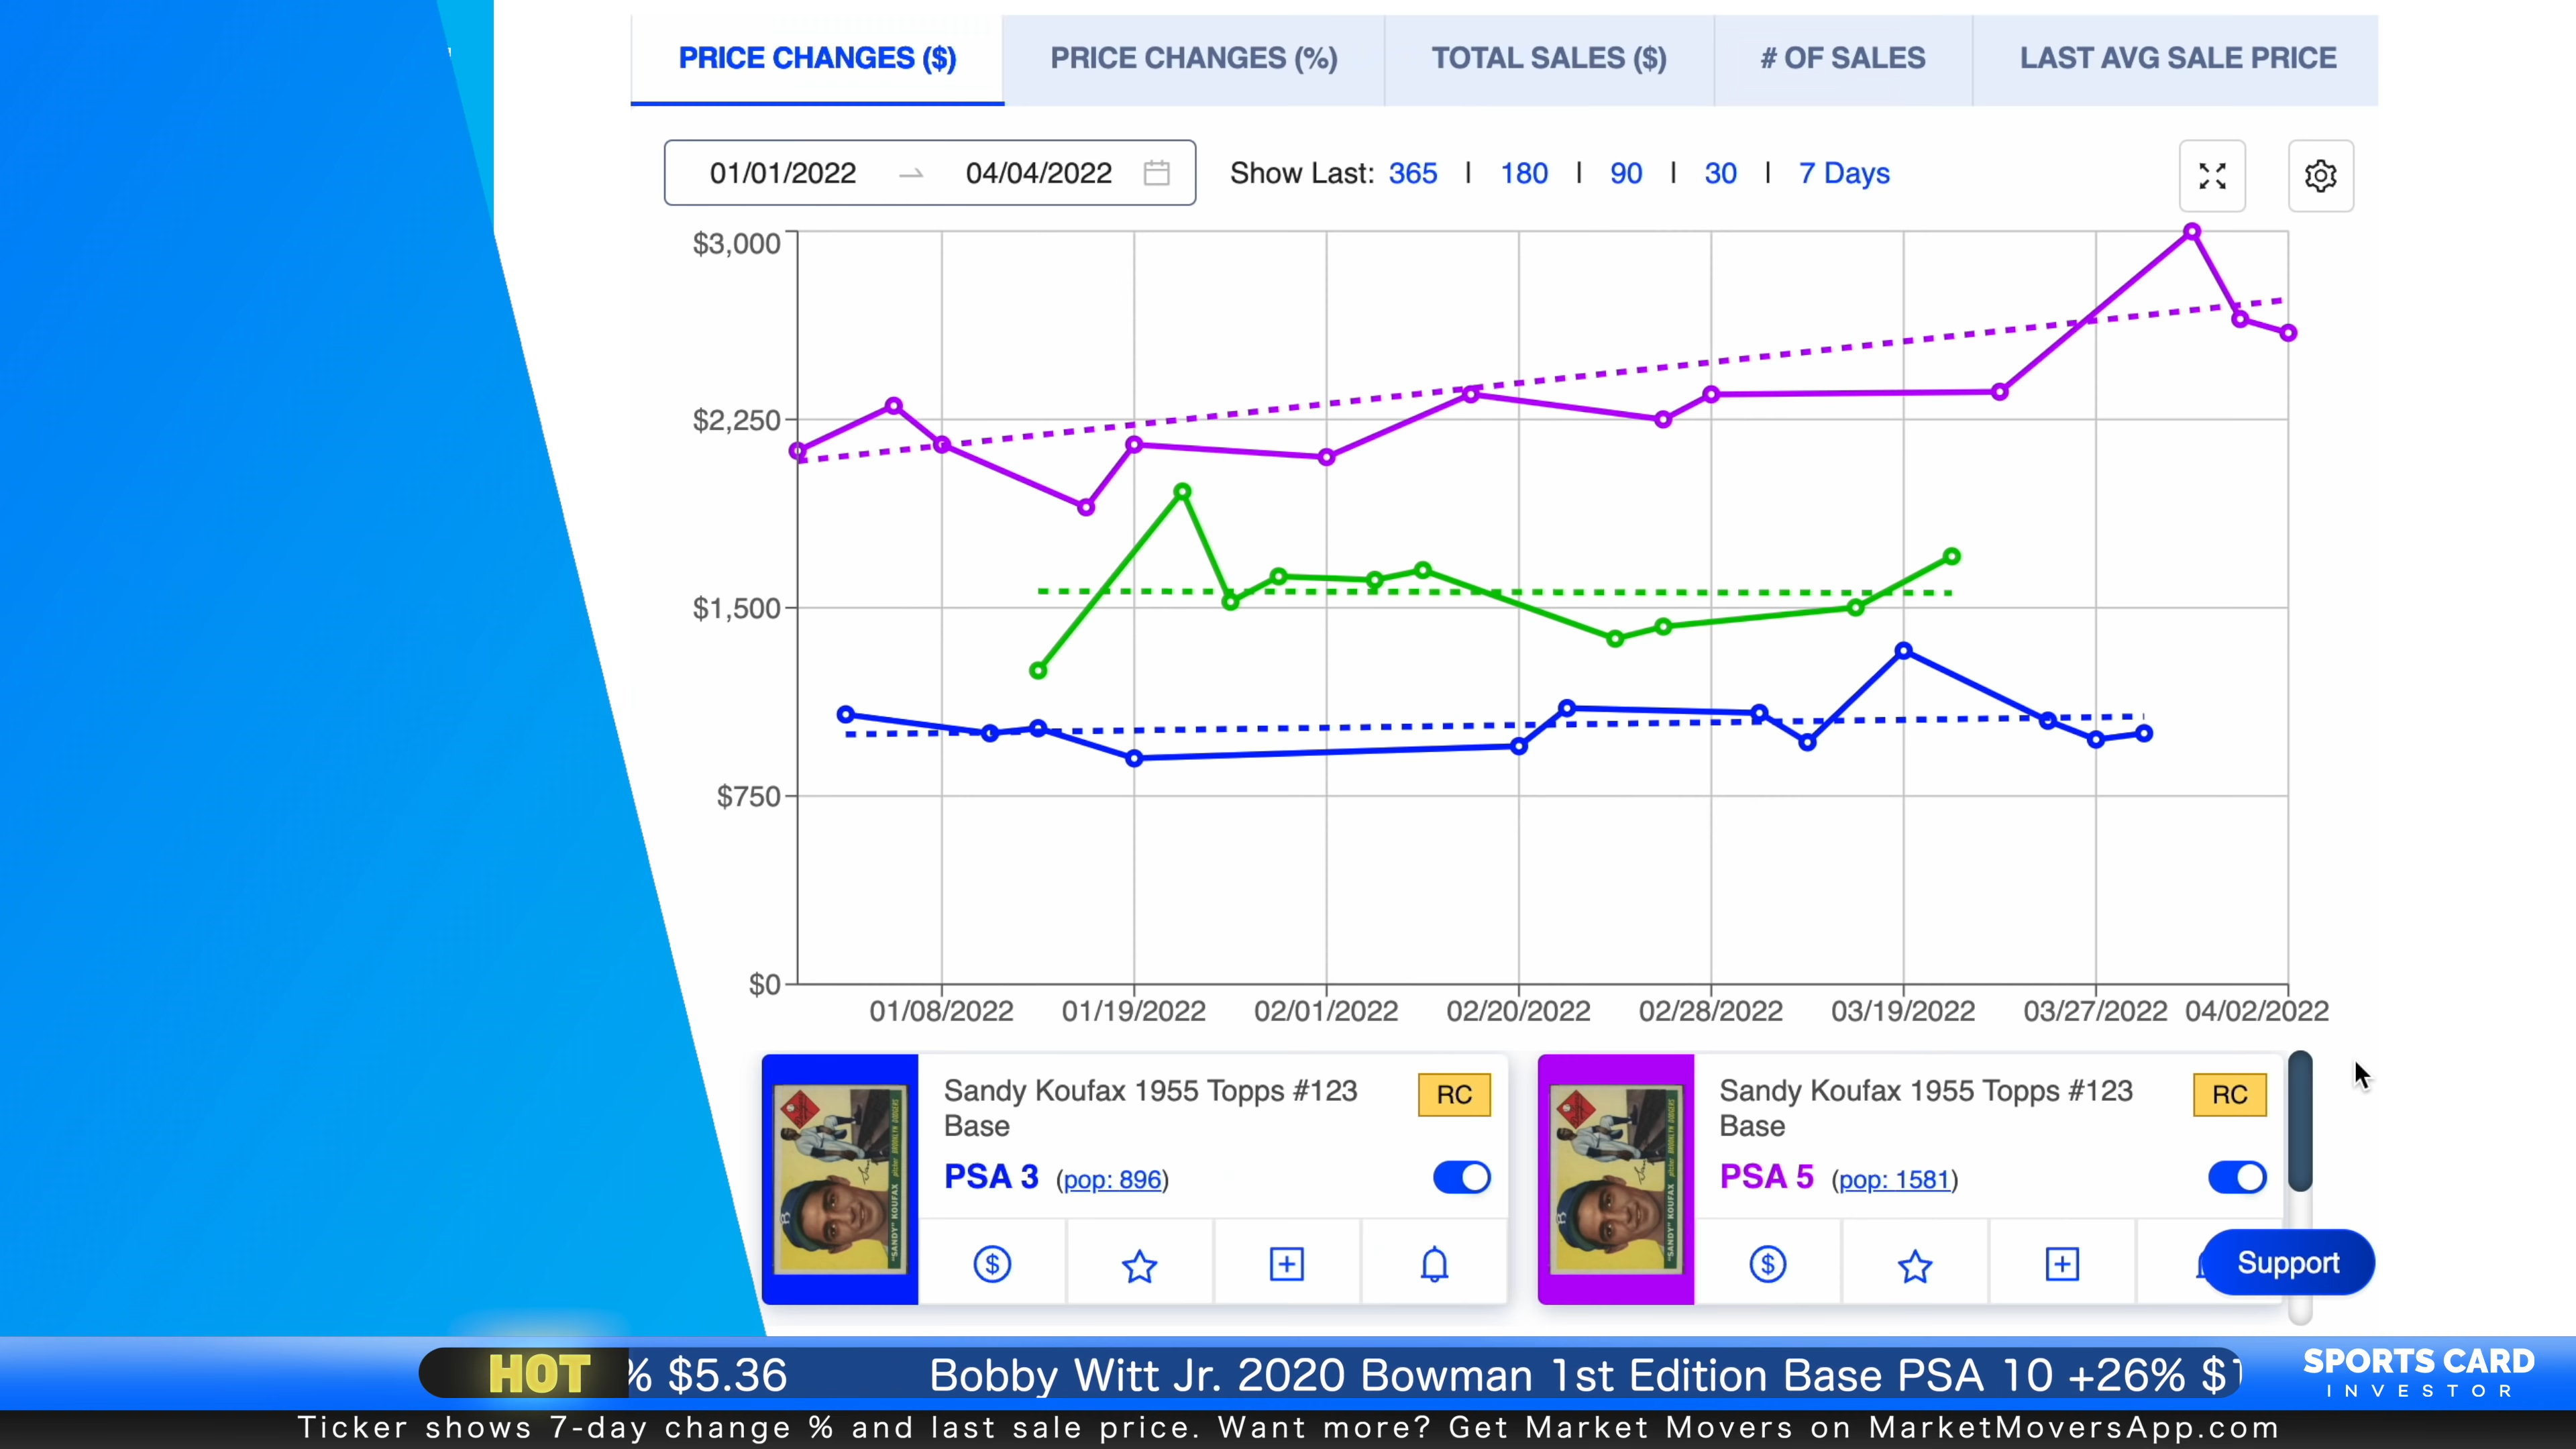 PRICE CHANGES ($) PRICE CHANGES (%) TOTAL SALES ($) # OF SALES LAST AVG SALE PRICE
01/01/2022 04/04/2022 Show Last: 365 | 180 | 90 | 30 | 7 Days
$3,000
$2,250
$1,500
$750
$0
01/08/2022 01/19/2022 02/01/2022 02/20/2022 02/28/2022 03/19/2022 03/27/2022 04/02/2022
Sandy Koufax 1955 Topps #123
Base
RC
PSA 3 (pop: 896)
"SANDY" KOUFAX
Sandy Koufax 1955 Topps #123
Base
RC
PSA 5 (pop: 1581)
"SANDY" KOUFAX
Support
HOT % $5.36 Bobby Witt Jr. 2020 Bowman 1st Edition Base PSA 10 +26% $
SPORTS CARD
INVESTOR
Ticker shows 7-day change % and last sale price. Want more? Get Market Movers on MarketMoversApp.com